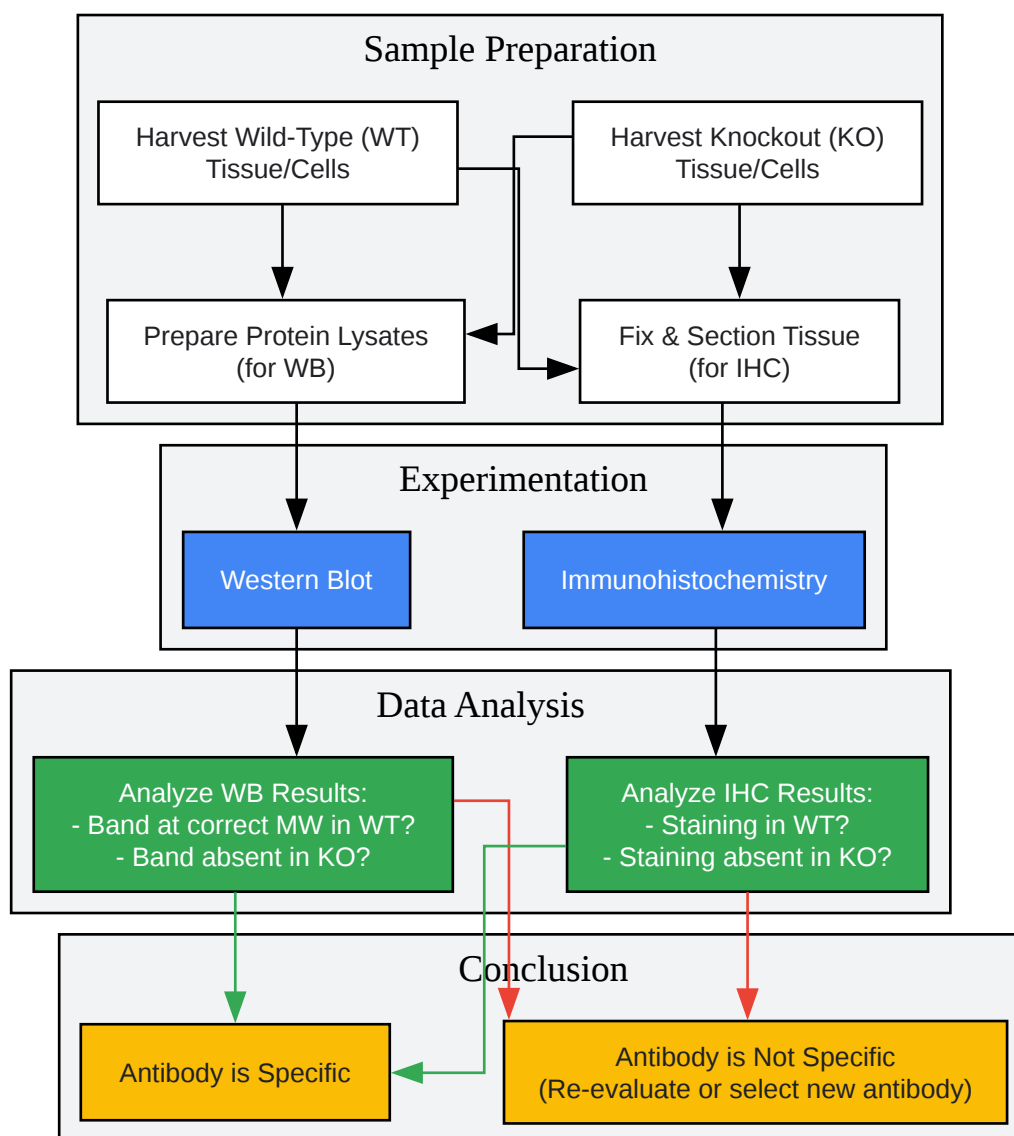 Sample Preparation
Harvest Wild-Type (WT)
Tissue/Cells
Harvest Knockout (KO)
Tissue/Cells
Prepare Protein Lysates
(for WB)
Fix & Section Tissue
(for IHC)
Experimentation
Western Blot
Immunohistochemistry
Data Analysis
Analyze WB Results:
- Band at correct MW in WT?
- Band absent in KO?
Analyze IHC Results:
- Staining in WT?
- Staining absent in KO?
Conclusion
Antibody is Specific
Antibody is Not Specific
(Re-evaluate or select new antibody)